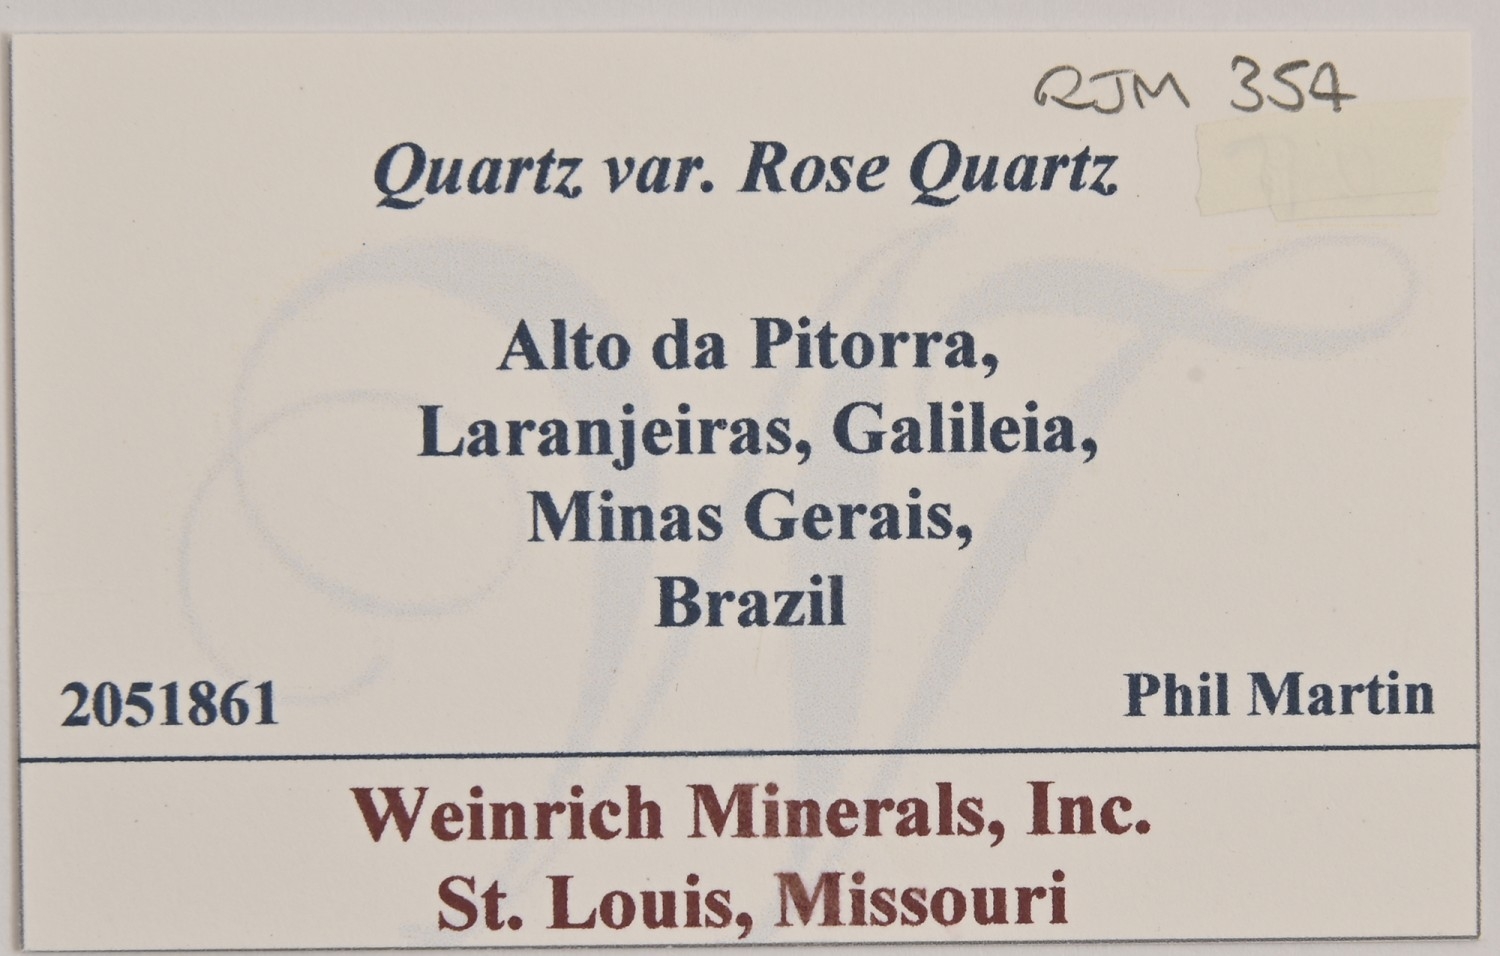 RJM 354
Quartz var. Rose Quartz
Alto da Pitorra,
Laranjeiras, Galileia,
Minas Gerais,
Brazil
2051861 Phil Martin
Weinrich Minerals, Inc.
St. Louis, Missouri